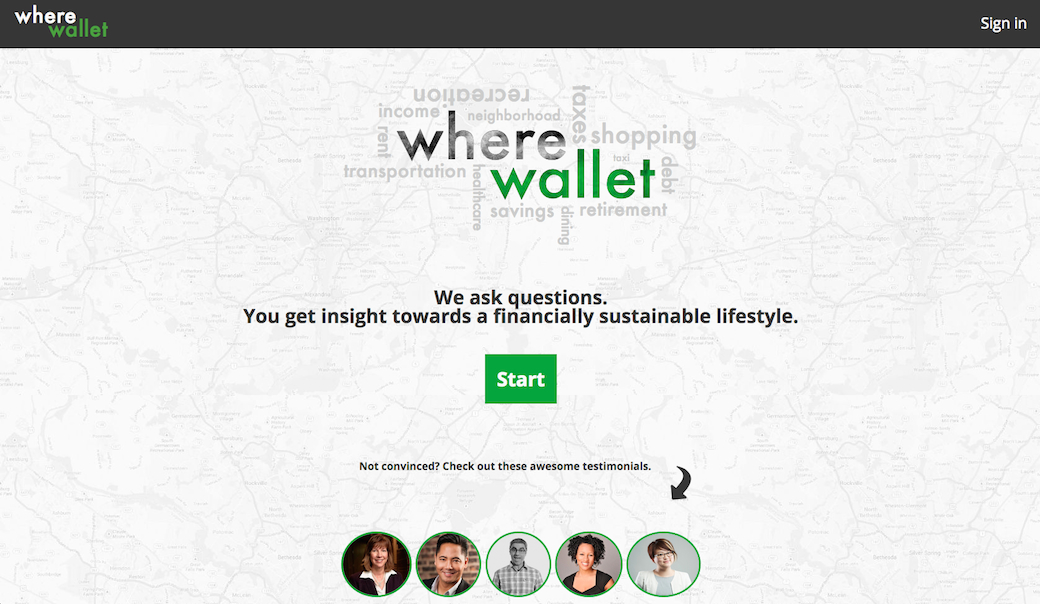 where
wallet
Sign in
recreation
taxes
income
neighborhood
rent
where
shopping
taxi
transportation
wallet
debt
healthcare
savings
dining
retirement
We ask questions.
You get insight towards a financially sustainable lifestyle.
Start
Not convinced? Check out these awesome testimonials.